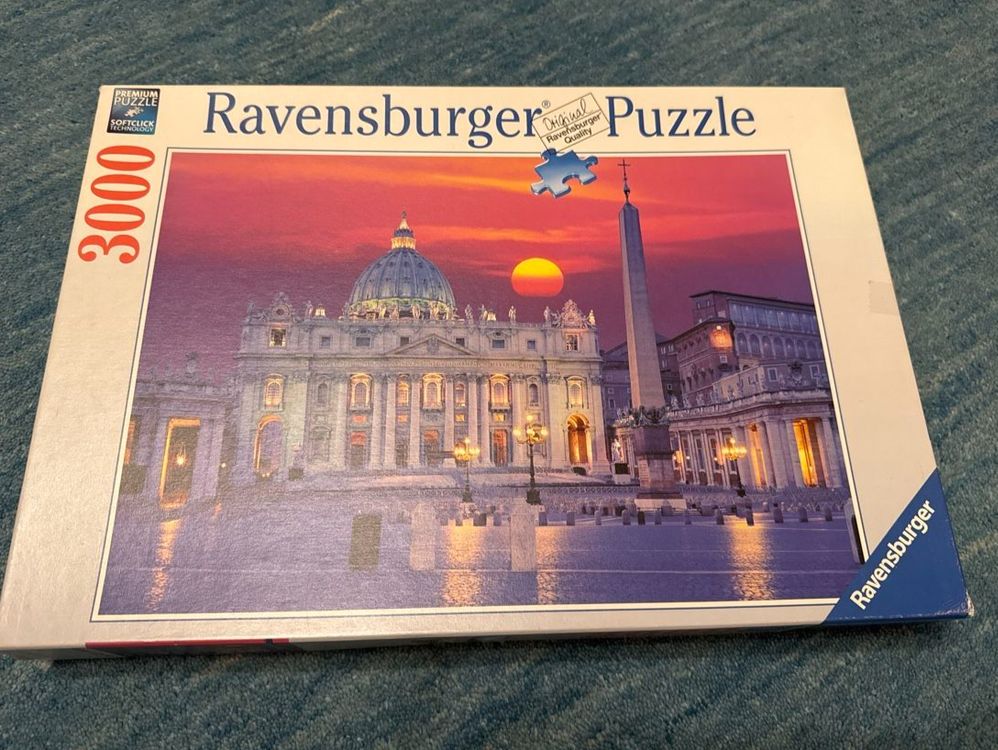 PREMIUM
PUZZLE
SOFTCLICK
TECHNOLOGY
Ravensburger® Puzzle
Original
Ravensburger
Quality
3000
Ravensburger